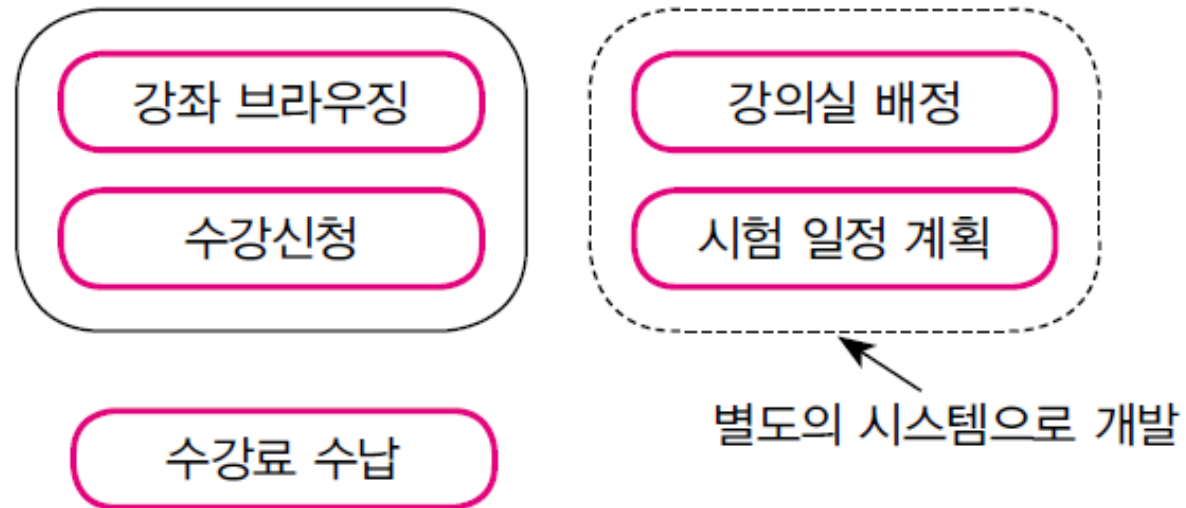 강좌 브라우징
수강신청
강의실 배정
시험 일정 계획
별도의 시스템으로 개발
수강료 수납